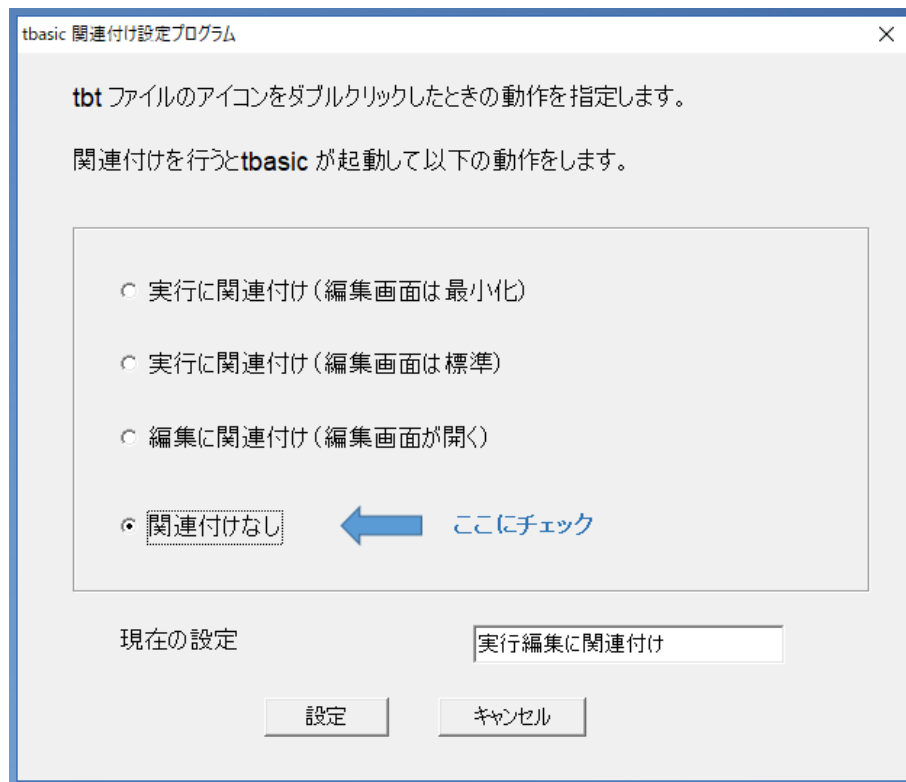 tbasic 関連付け設定プログラム
tbt ファイルのアイコンをダブルクリックしたときの動作を指定します。
関連付けを行うとtbasic が起動して以下の動作をします。
実行に関連付け（編集画面は最小化）
実行に関連付け（編集画面は標準）
編集に関連付け（編集画面が開く）
関連付けなし ここにチェック
現在の設定 実行編集に関連付け
設定 キャンセル